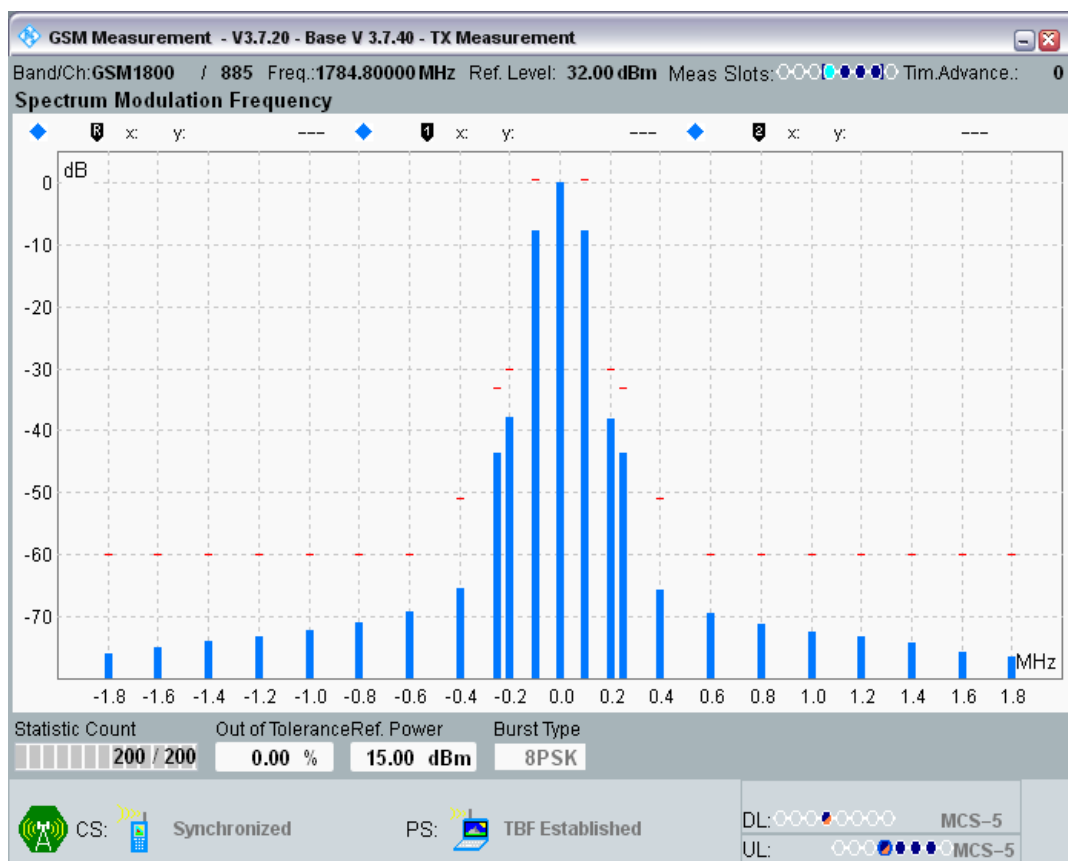 GSM Measurement - V3.7.20 - Base V 3.7.40 - TX Measurement
Band/Ch:GSM1800 / 885 Freq.:1784.80000 MHz Ref. Level: 32.00 dBm Meas Slots: Tim.Advance.: 0
Spectrum Modulation Frequency
R x: y: --- 1 x: y: --- 2 x: y: ---
dB
0
-10
-20
-30
-40
-50
-60
-70
MHz
-1.8 -1.6 -1.4 -1.2 -1.0 -0.8 -0.6 -0.4 -0.2 0.0 0.2 0.4 0.6 0.8 1.0 1.2 1.4 1.6 1.8
Statistic Count Out of Tolerance Ref. Power Burst Type
200 / 200 0.00 % 15.00 dBm 8PSK
CS: Synchronized PS: TBF Established
DL: MCS-5
UL: MCS-5